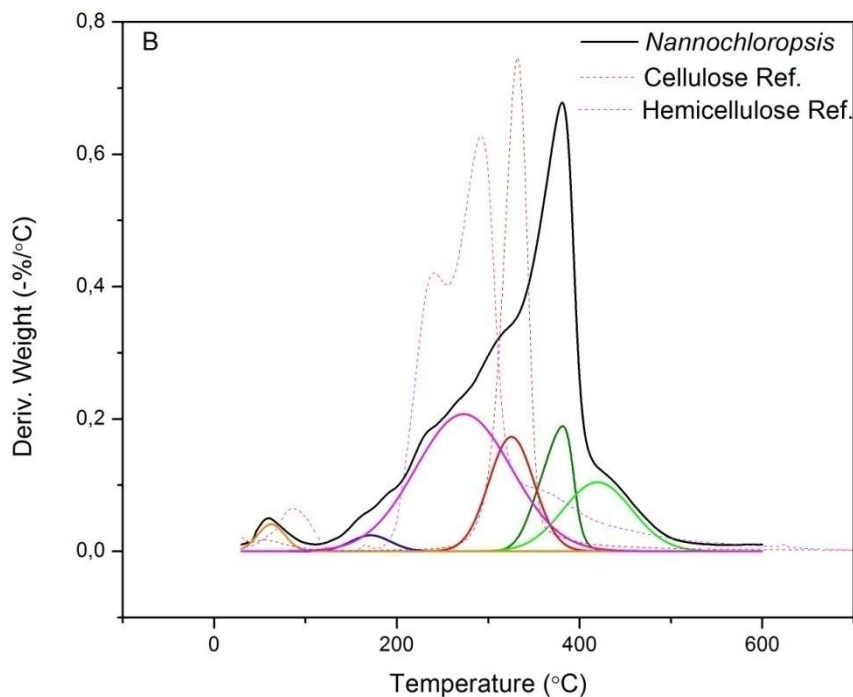 B
Nannochloropsis
Cellulose Ref.
Hemicellulose Ref.
0,8
0,6
0,4
0,2
0,0
Deriv. Weight (-%/°C)
0 200 400 600
Temperature (°C)